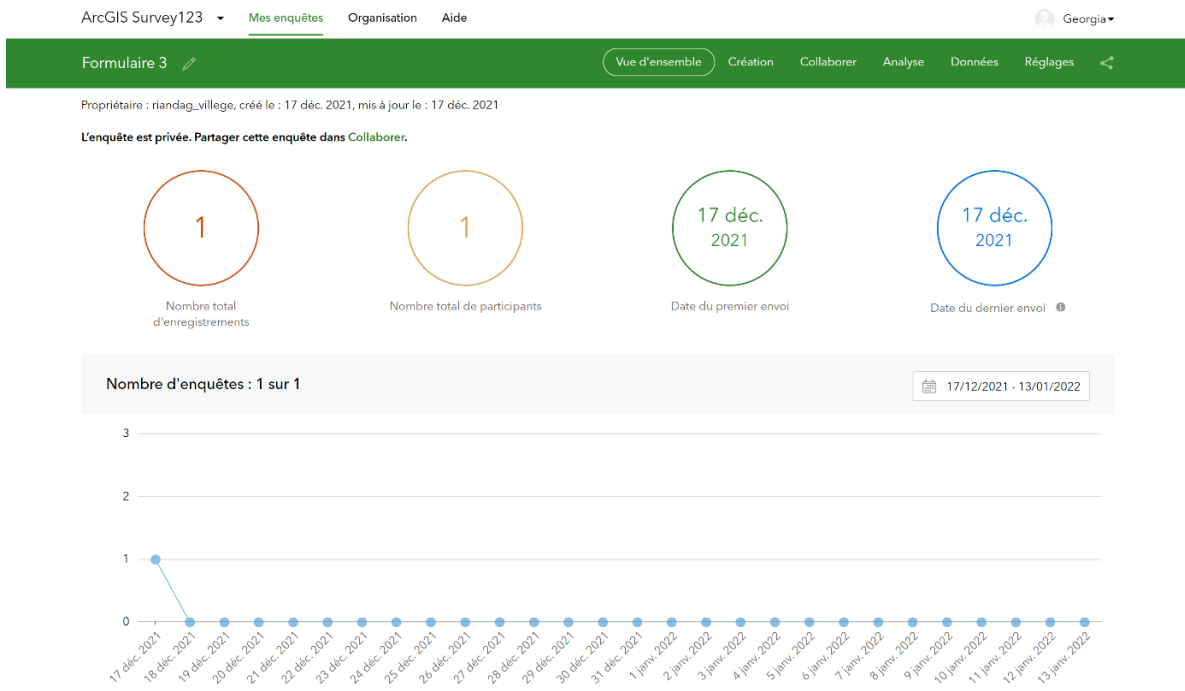 ArcGIS Survey123 Mes enquêtes Organisation Aide Georgia
Formulaire 3 Vue d'ensemble Création Collaborer Analyse Données Réglages
Propriétaire : riandag_villege, créé le : 17 déc. 2021, mis à jour le : 17 déc. 2021
L'enquête est privée. Partager cette enquête dans Collaborer.
1
Nombre total
d'enregistrements
1
Nombre total de participants
17 déc.
2021
Date du premier envoi
17 déc.
2021
Date du dernier envoi
Nombre d'enquêtes : 1 sur 1
17/12/2021 - 13/01/2022
3
2
1
0
17 déc. 2021
18 déc. 2021
19 déc. 2021
20 déc. 2021
21 déc. 2021
22 déc. 2021
23 déc. 2021
24 déc. 2021
25 déc. 2021
26 déc. 2021
27 déc. 2021
28 déc. 2021
29 déc. 2021
30 déc. 2021
31 déc. 2021
1 janv. 2022
2 janv. 2022
3 janv. 2022
4 janv. 2022
5 janv. 2022
6 janv. 2022
7 janv. 2022
8 janv. 2022
9 janv. 2022
10 janv. 2022
11 janv. 2022
12 janv. 2022
13 janv. 2022